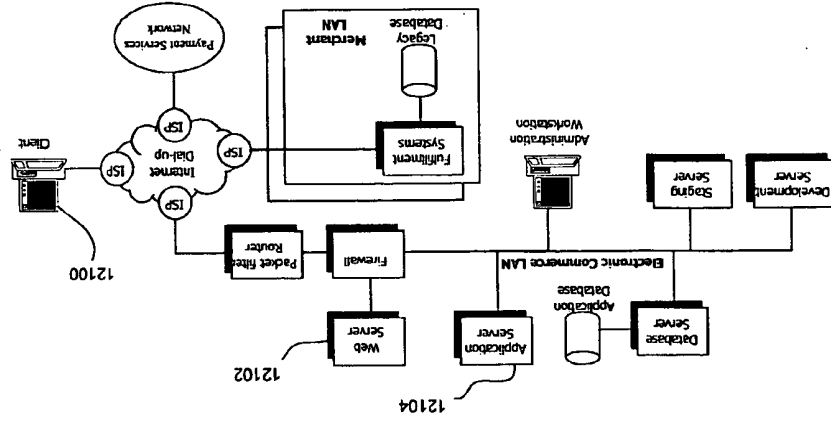 12104
12102
Database
Server
Application
Database
Application
Server
Web
Server
12100
Electronic Commerce LAN
Firewall
Packet filter
Router
ISP
Development
Server
Staging
Server
Administration
Workstation
Fulfillment
Systems
ISP
Internet
Dial-up
ISP
Client
ISP
Legacy
Database
Merchant
LAN
Payment Services
Network